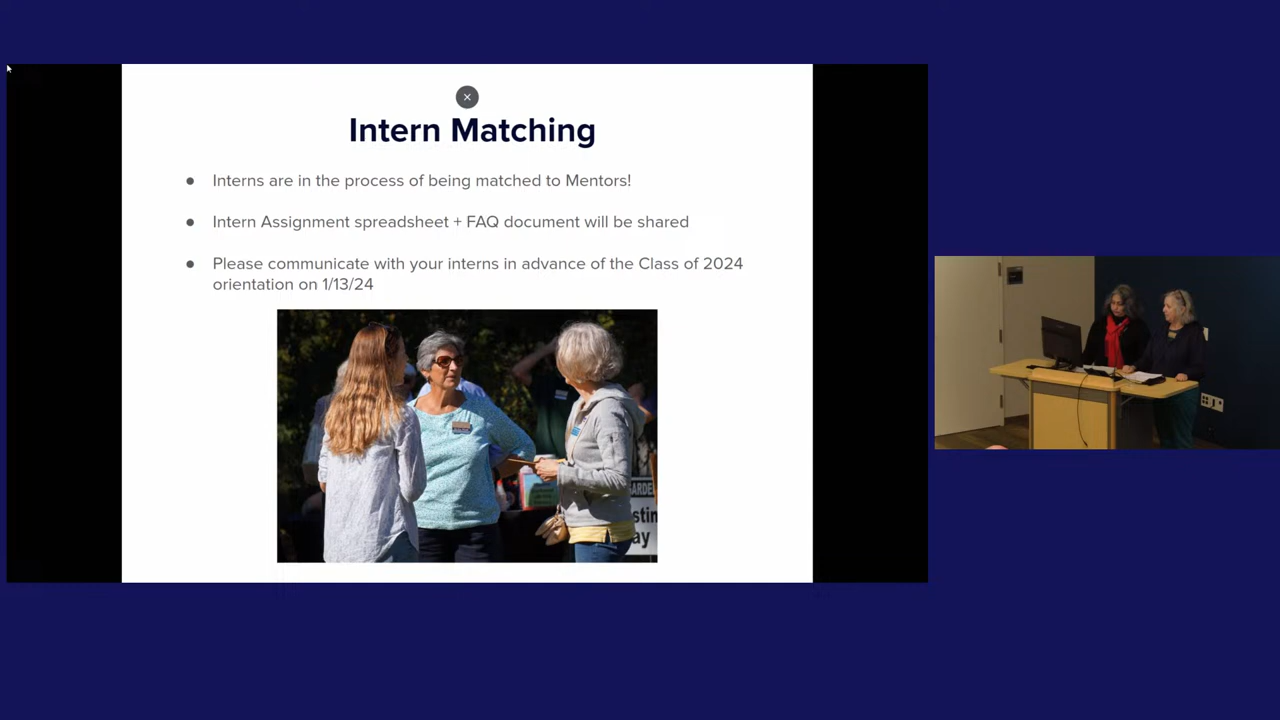 Intern Matching
● Interns are in the process of being matched to Mentors!
● Intern Assignment spreadsheet + FAQ document will be shared
● Please communicate with your interns in advance of the Class of 2024
orientation on 1/13/24